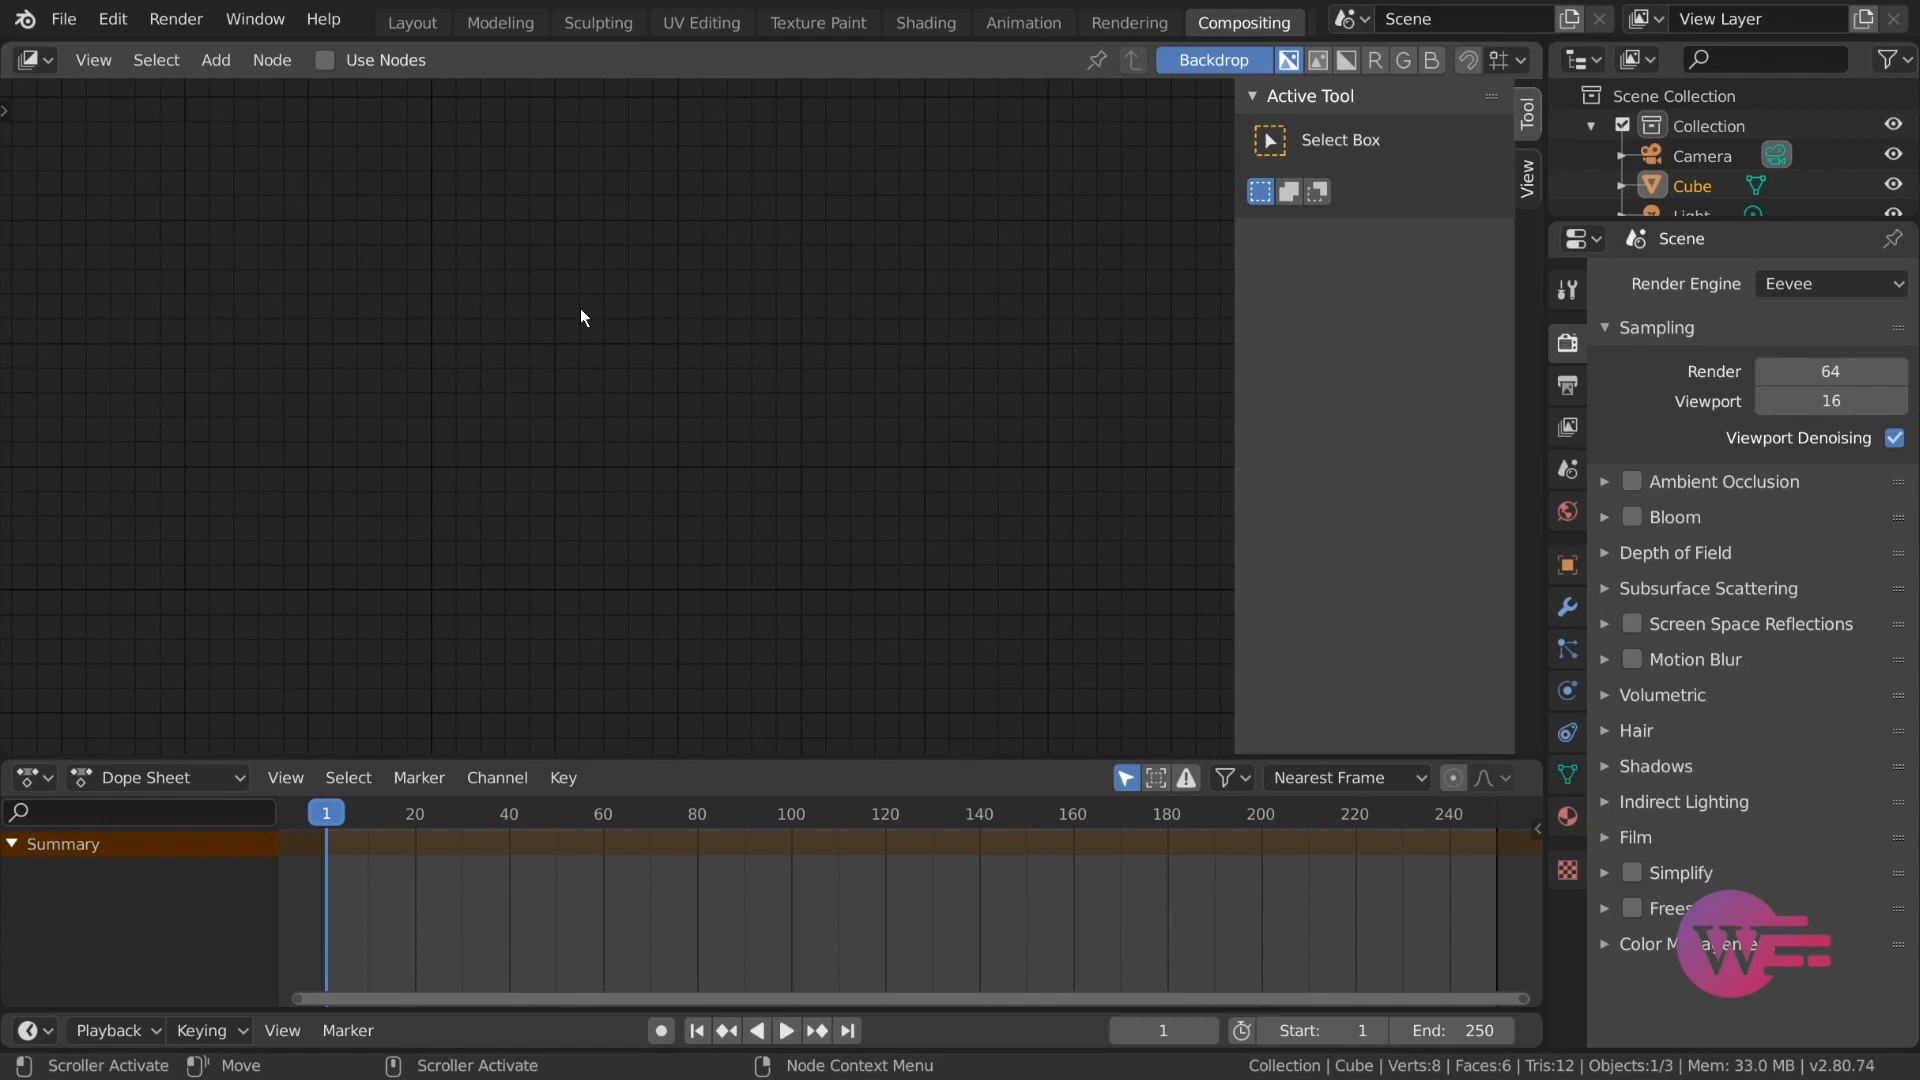 File Edit Render Window Help Layout Modeling Sculpting UV Editing Texture Paint Shading Animation Rendering Compositing Scene View Layer
View Select Add Node Use Nodes Backdrop R G B
Active Tool
Select Box
Tool
View
Scene Collection
Collection
Camera
Cube
Light
Scene
Render Engine Eevee
Sampling
Render 64
Viewport 16
Viewport Denoising
Ambient Occlusion
Bloom
Depth of Field
Subsurface Scattering
Screen Space Reflections
Motion Blur
Volumetric
Hair
Shadows
Indirect Lighting
Film
Simplify
Frees
Color Management
W
Dope Sheet View Select Marker Channel Key Nearest Frame
1 20 40 60 80 100 120 140 160 180 200 220 240
Summary
Playback Keying View Marker 1 Start: 1 End: 250
Scroller Activate Move Scroller Activate Node Context Menu Collection | Cube | Verts:8 | Faces:6 | Tris:12 | Objects:1/3 | Mem: 33.0 MB | v2.80.74